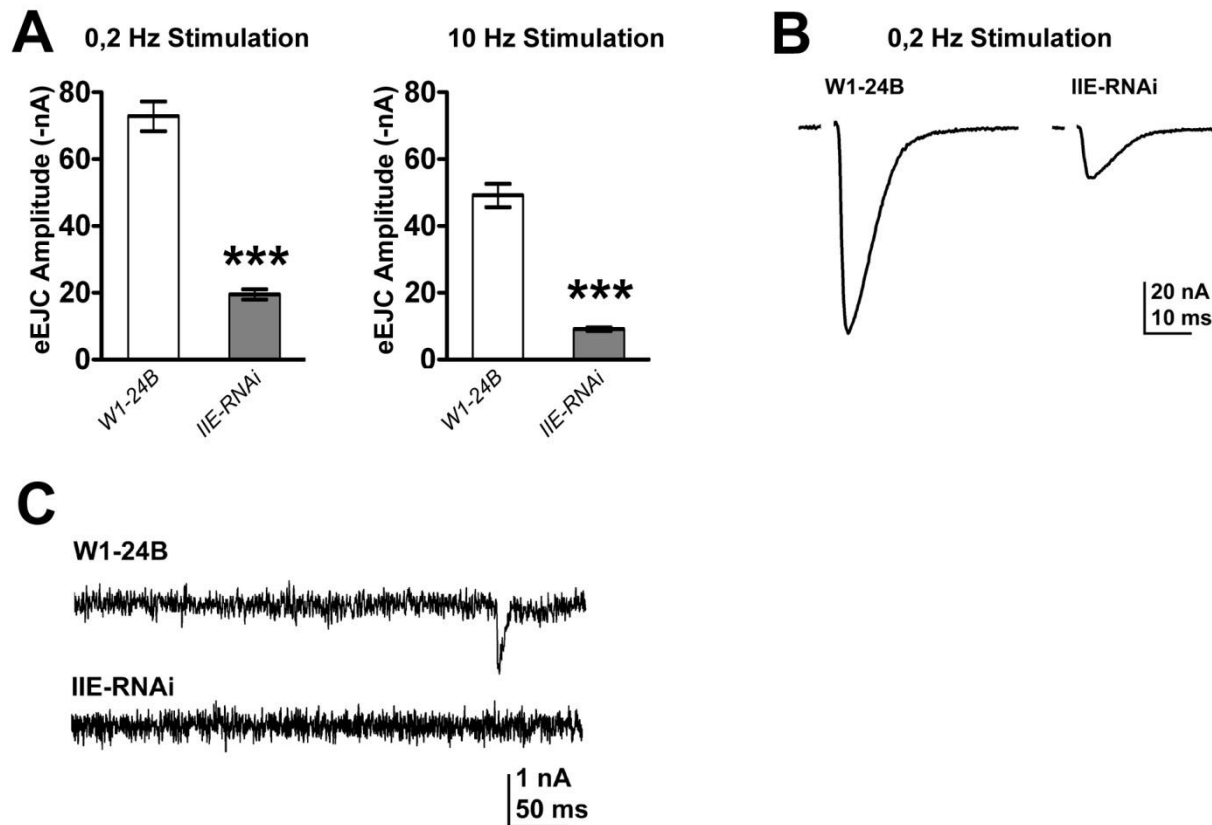 A
0,2 Hz Stimulation
eEJC Amplitude (-nA)
80
60
40
20
0
***
W1-24B
IIE-RNAi
10 Hz Stimulation
eEJC Amplitude (-nA)
80
60
40
20
0
***
W1-24B
IIE-RNAi
B
0,2 Hz Stimulation
W1-24B
IIE-RNAi
20 nA
10 ms
C
W1-24B
IIE-RNAi
1 nA
50 ms